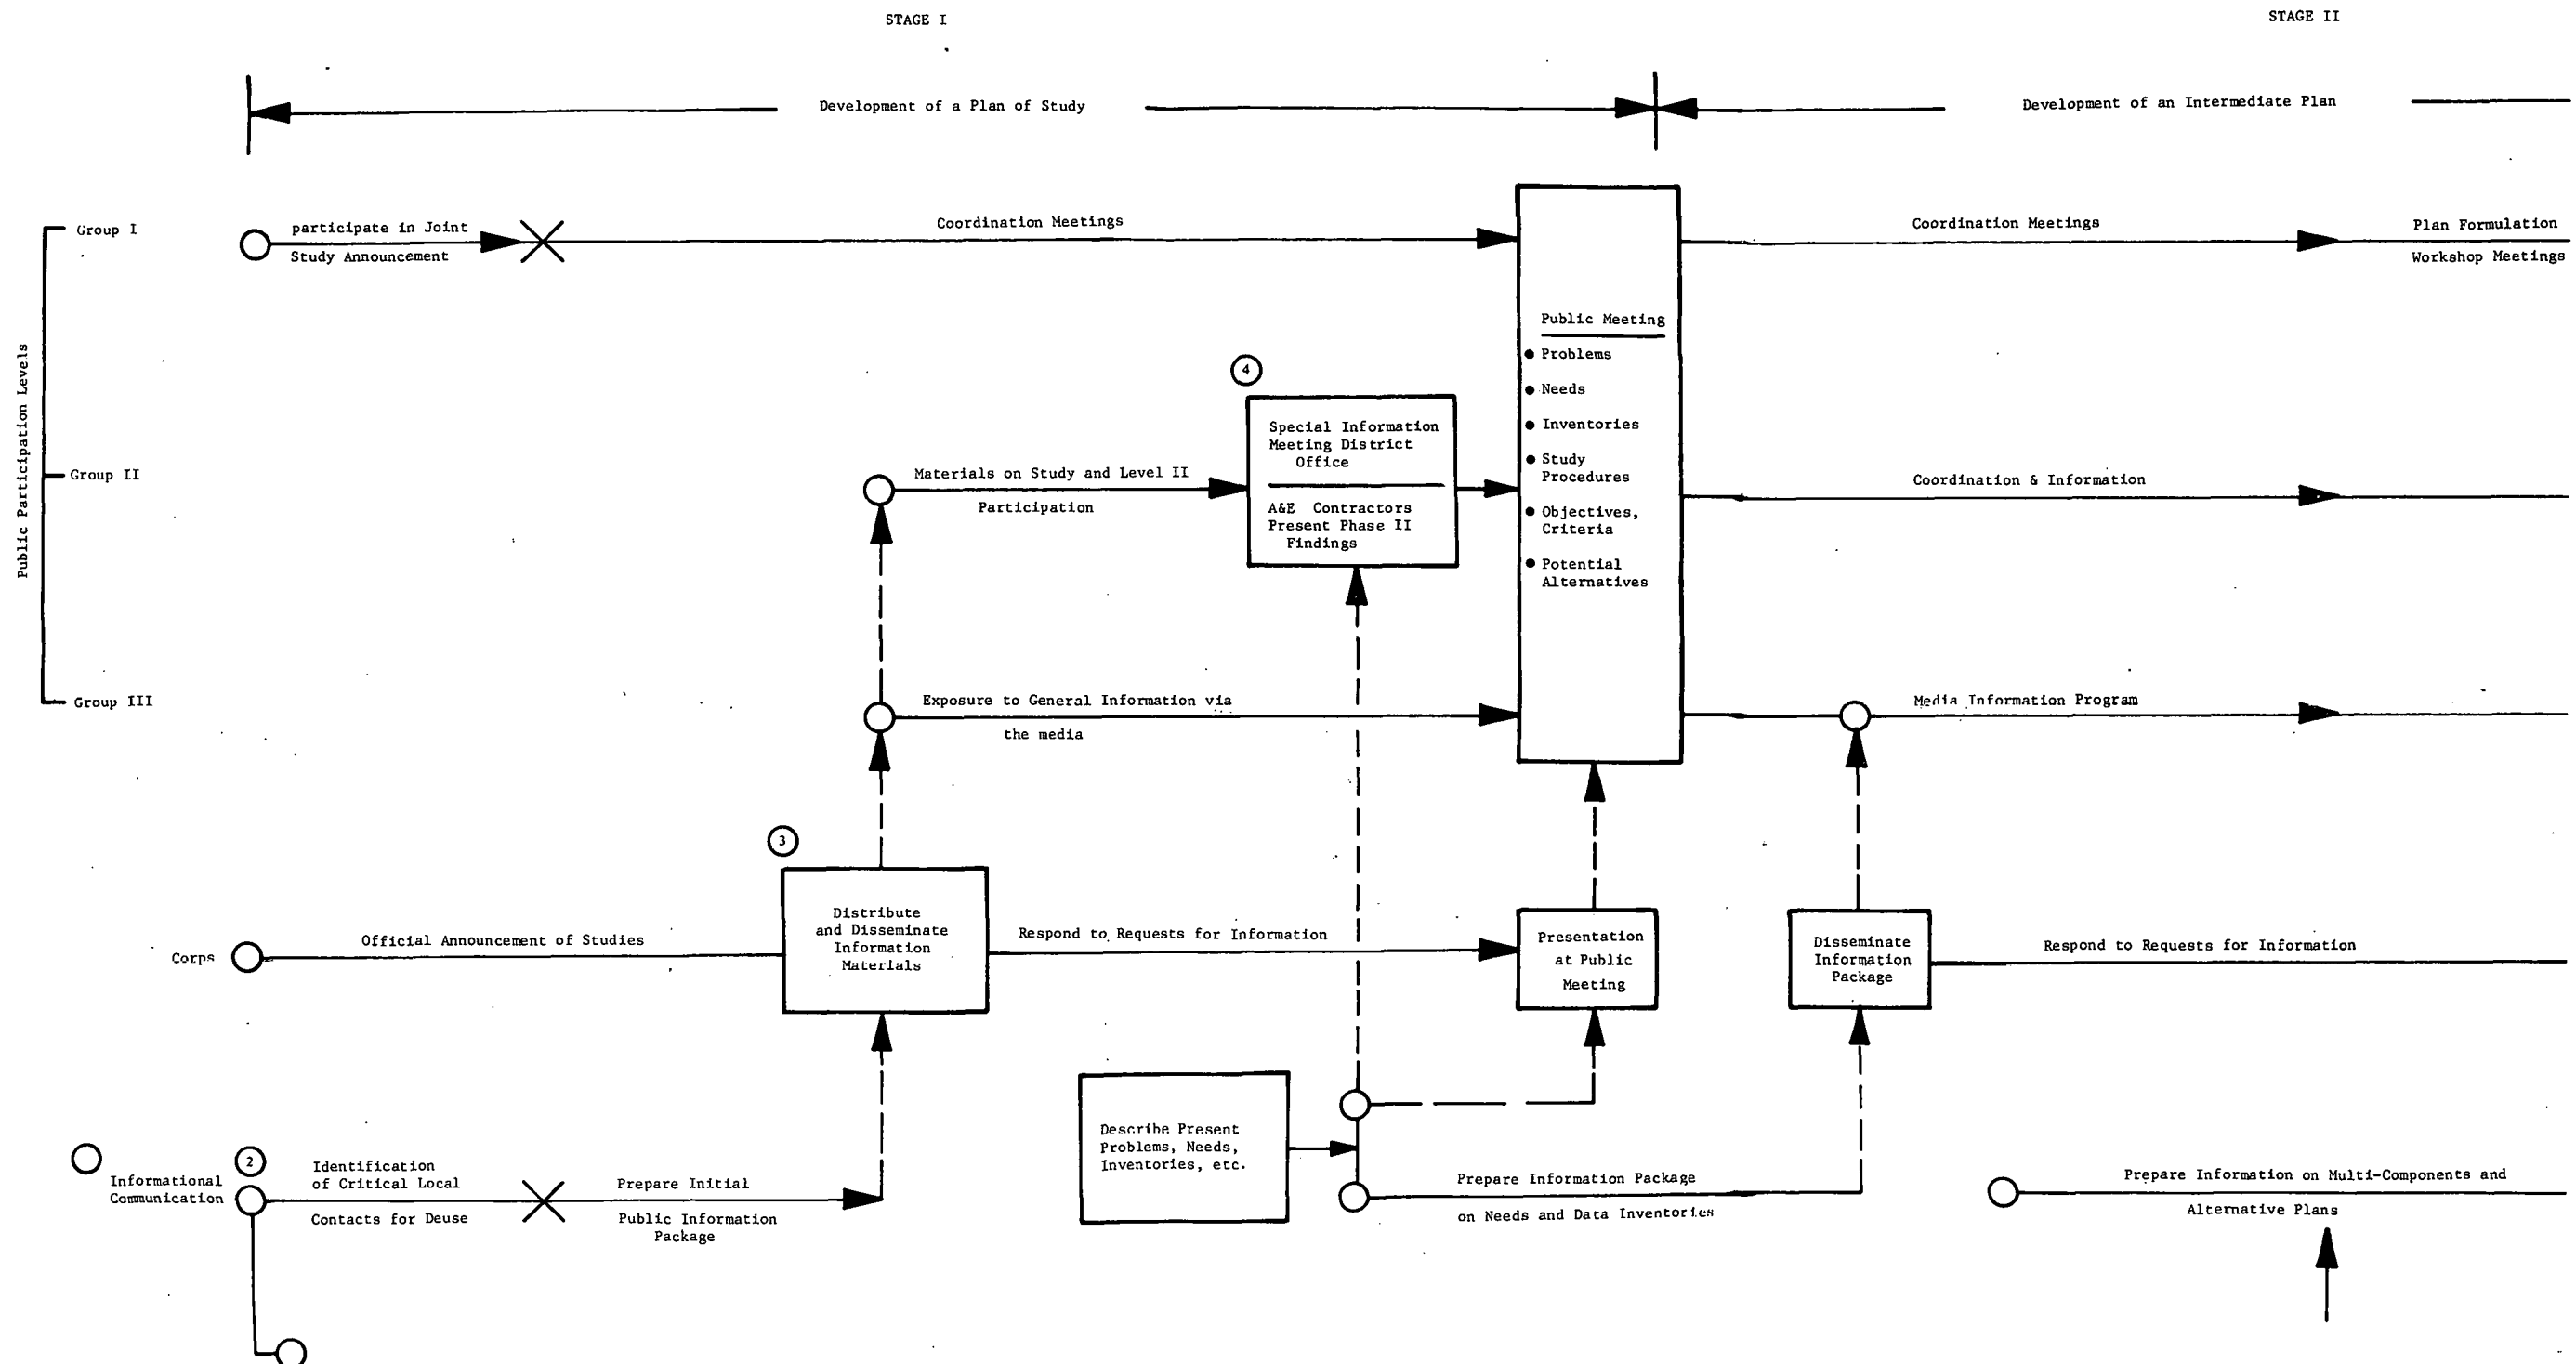 STAGE I
STAGE II
Development of a Plan of Study
Development of an Intermediate Plan
Public Participation Levels
Group I
participate in Joint
Study Announcement
Coordination Meetings
Coordination Meetings
Plan Formulation
Workshop Meetings
Public Meeting
● Problems
● Needs
● Inventories
● Study
Procedures
● Objectives,
Criteria
● Potential
Alternatives
4
Special Information
Meeting District
Office
A&E Contractors
Present Phase II
Findings
Group II
Materials on Study and Level II
Participation
Coordination & Information
Group III
Exposure to General Information via
the media
Media Information Program
3
Distribute
and Disseminate
Information
Materials
Corps
Official Announcement of Studies
Respond to Requests for Information
Presentation
at Public
Meeting
Disseminate
Information
Package
Respond to Requests for Information
Describe Present
Problems, Needs,
Inventories, etc.
Informational
Communication
2
Identification
of Critical Local
Contacts for Deuse
Prepare Initial
Public Information
Package
Prepare Information Package
on Needs and Data Inventories
Prepare Information on Multi-Components and
Alternative Plans